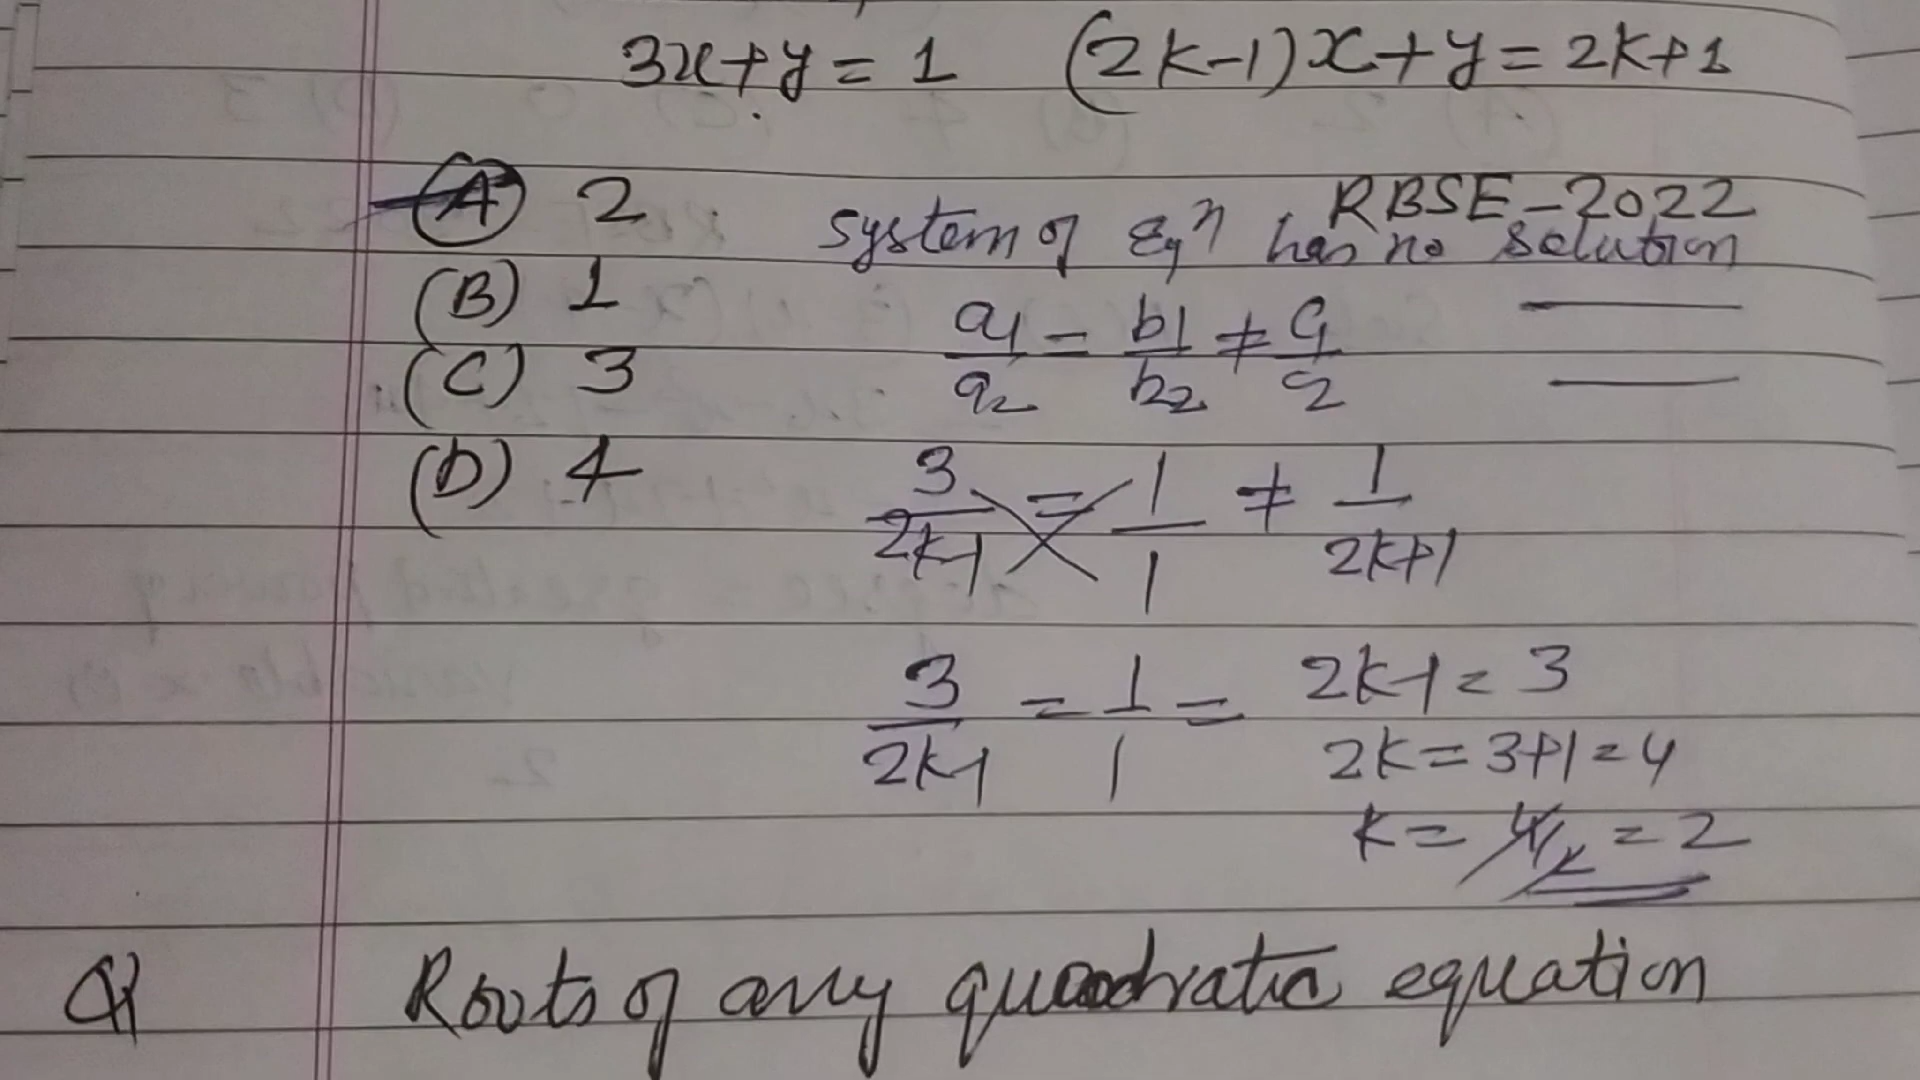 3x+y = 1 (2k-1)x+y = 2k+1
(A) 2
RBSE-2022
system of Eqn has no solution
(B) 1
a1/a2 = b1/b2 ≠ c1/c2
(C) 3
(D) 4
3/2k-1 = 1/1 ≠ 1/2k+1
3/2k-1 = 1/1 = 2k-1 = 3
2k = 3+1 = 4
k = 4/2 = 2
Q Roots of any quadratic equation